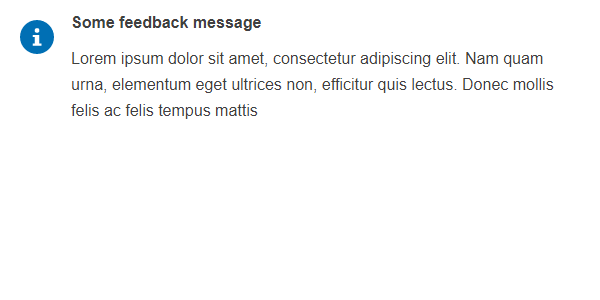 Some feedback message
Lorem ipsum dolor sit amet, consectetur adipiscing elit. Nam quam
urna, elementum eget ultrices non, efficitur quis lectus. Donec mollis
felis ac felis tempus mattis